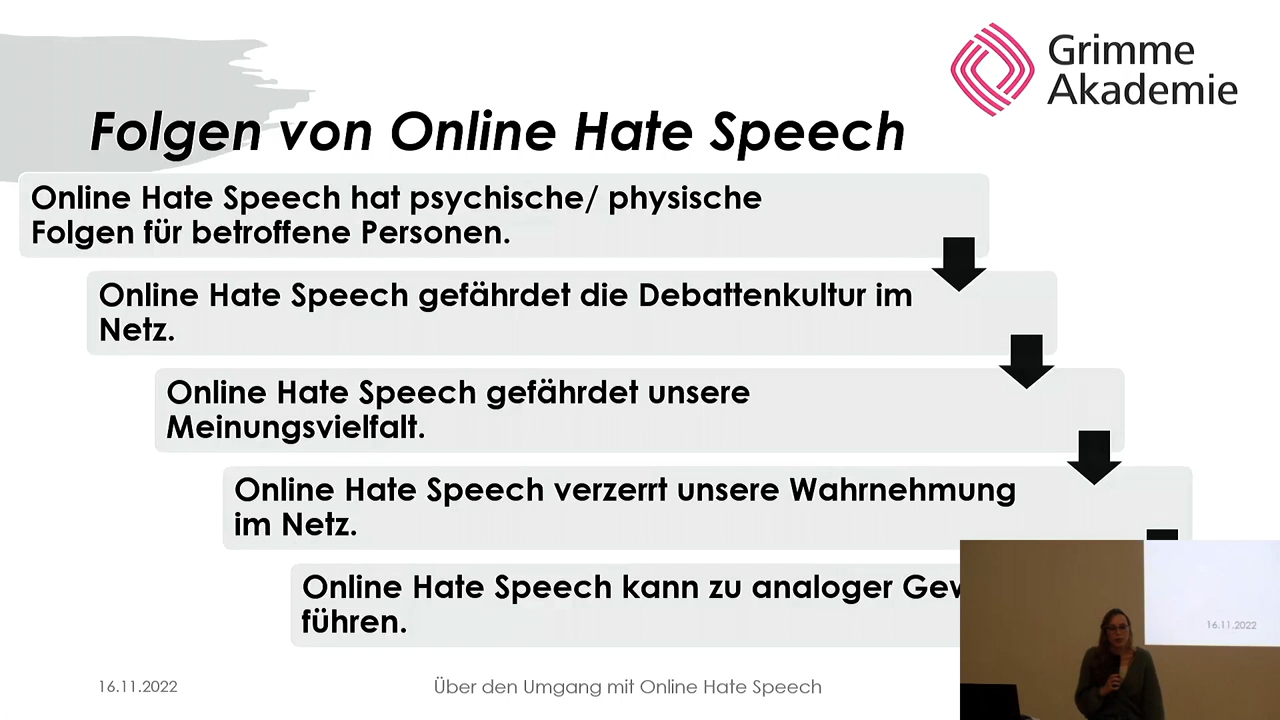 Grimme
Akademie
Folgen von Online Hate Speech
Online Hate Speech hat psychische/ physische
Folgen für betroffene Personen.
Online Hate Speech gefährdet die Debattenkultur im
Netz.
Online Hate Speech gefährdet unsere
Meinungsvielfalt.
Online Hate Speech verzerrt unsere Wahrnehmung
im Netz.
Online Hate Speech kann zu analoger
führen.
16.11.2022
Über den Umgang mit Online Hate Speech
16.11.2022